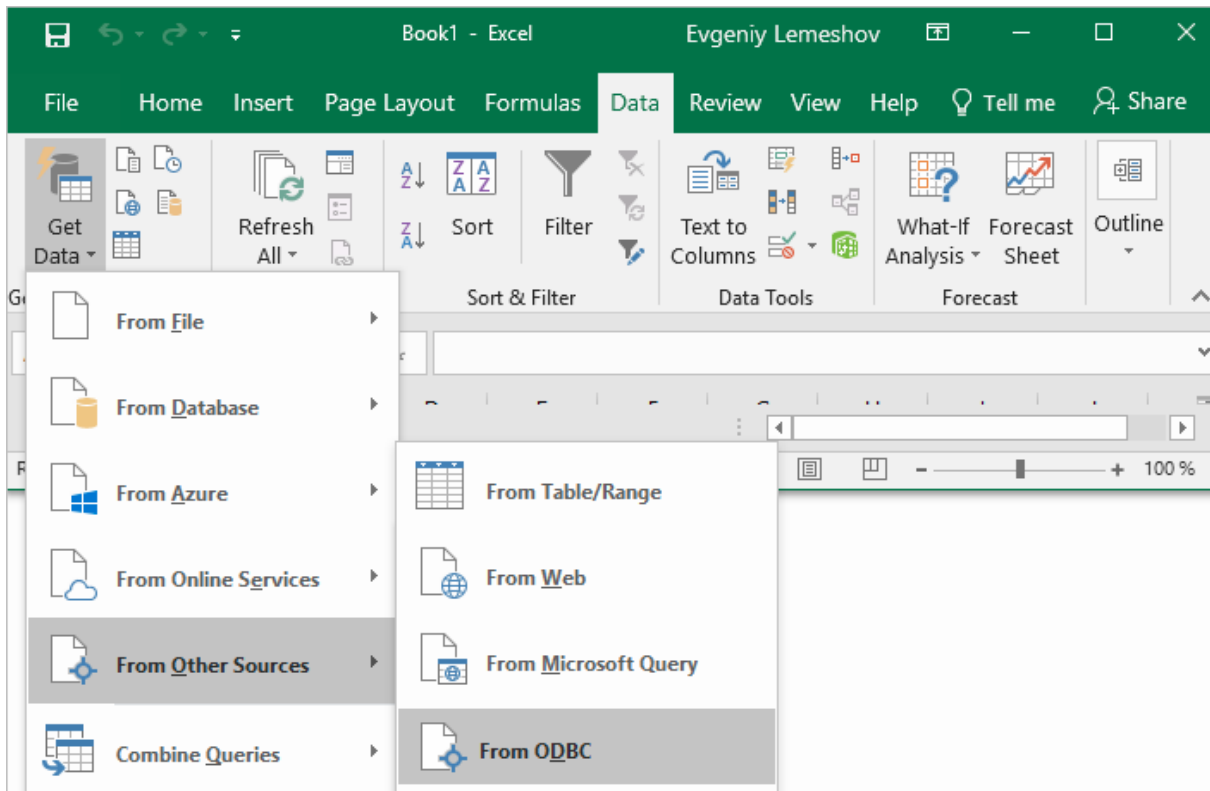 Book1 - Excel
Evgeniy Lemeshov
File Home Insert Page Layout Formulas Data Review View Help Tell me Share
Get
Data
Refresh
All
Sort
Filter
Text to
Columns
What-If
Analysis
Forecast
Sheet
Outline
Sort & Filter
Data Tools
Forecast
From File
From Database
From Azure
From Online Services
From Other Sources
Combine Queries
From Table/Range
From Web
From Microsoft Query
From ODBC
100 %